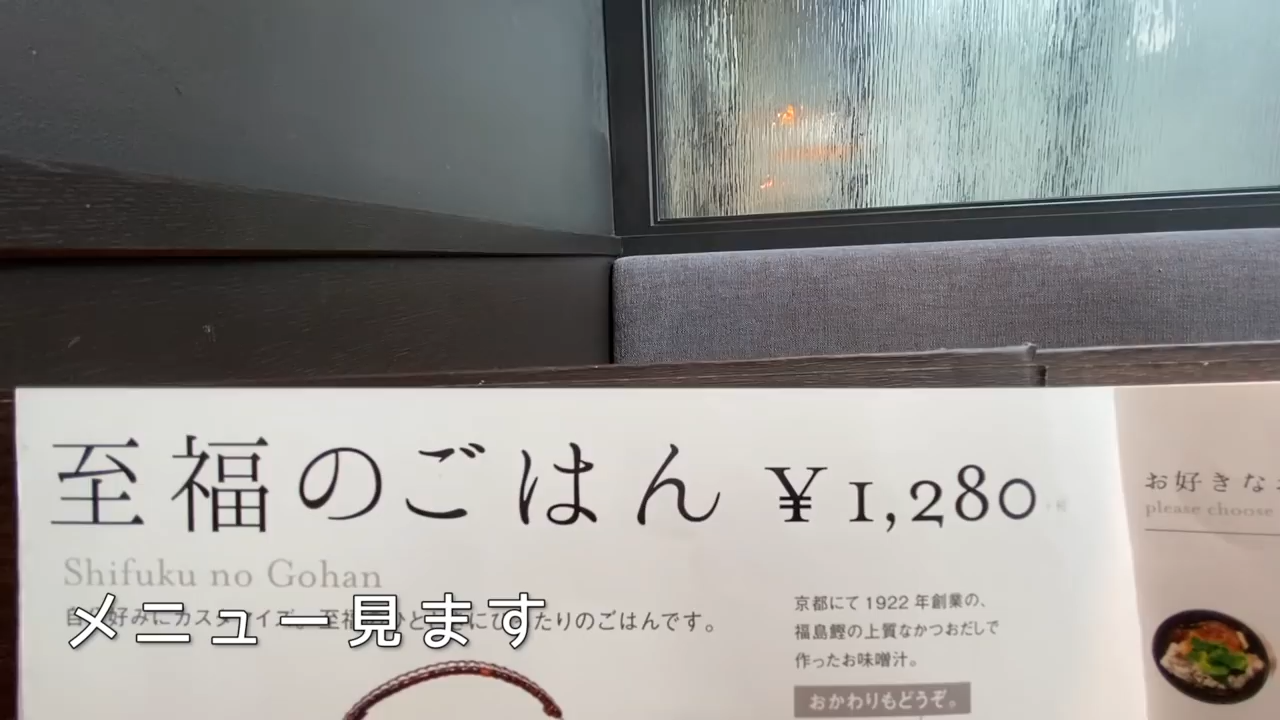 至福のごはん ¥1,280
Shifuku no Gohan
メニュー見ます
たりのごはんです。
京都にて1922年創業の、
福島鰹の上質なかつおだしで
作ったお味噌汁。
おかわりもどうぞ。
お好きな
please choose